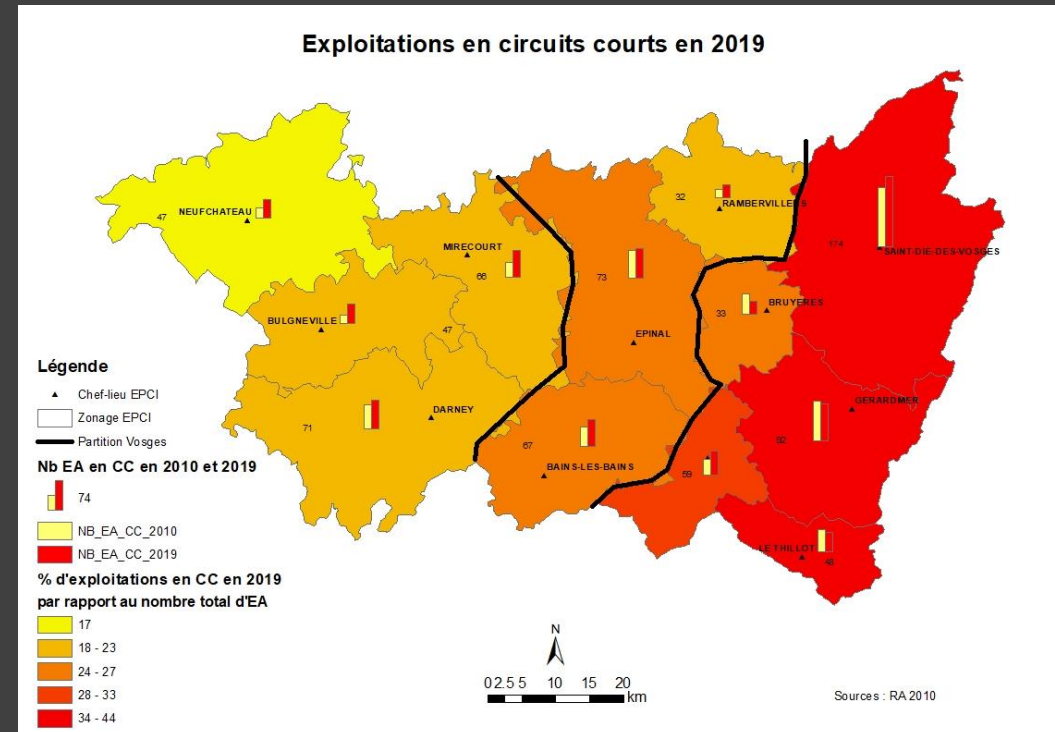 Exploitations en circuits courts en 2019
47
NEUFCHATEAU
32
RAMBERVILLERS
MIRECOURT
66
73
174
SAINT-DIE-DES-VOSGES
BULGNEVILLE
47
33
BRUYERES
EPINAL
71
DARNEY
GERARDMER
67
BAINS-LES-BAINS
59
LE THILLOT
48
Légende
Chef-lieu EPCI
Zonage EPCI
Partition Vosges
Nb EA en CC en 2010 et 2019
74
NB_EA_CC_2010
NB_EA_CC_2019
% d'exploitations en CC en 2019
par rapport au nombre total d'EA
17
18 - 23
24 - 27
28 - 33
34 - 44
N
0 2.5 5 10 15 20
km
Sources : RA 2010